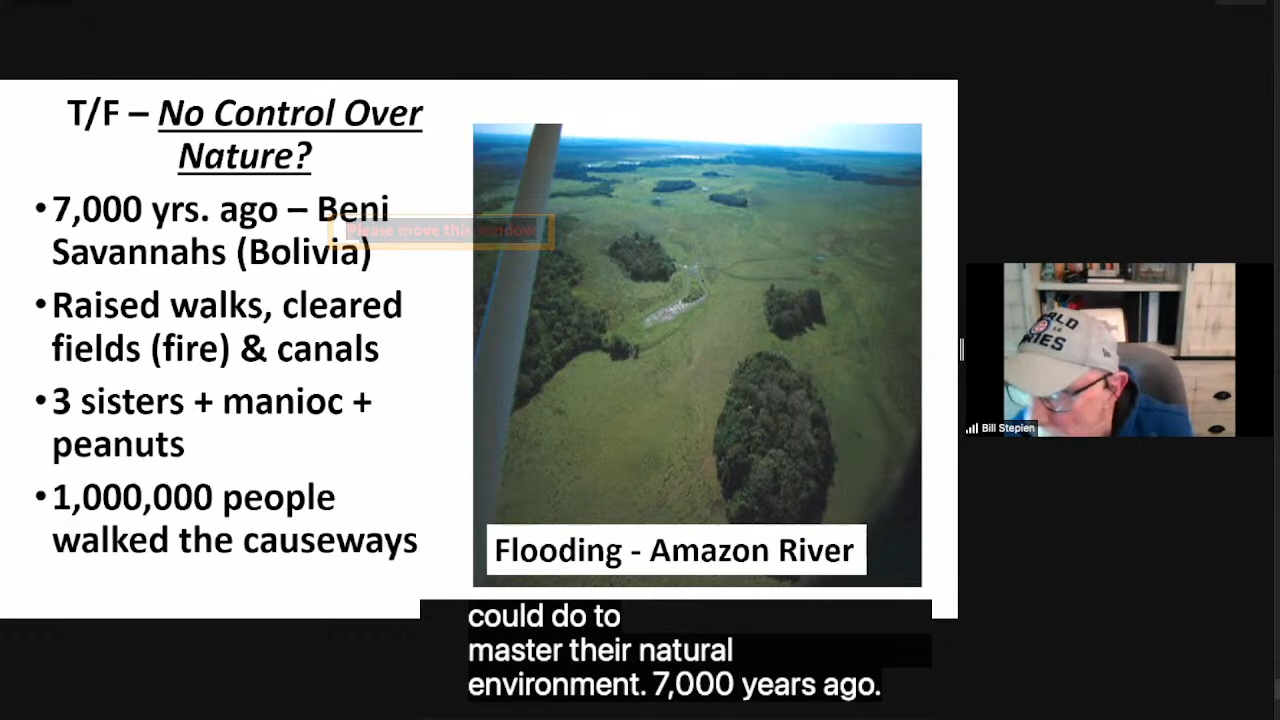 T/F – No Control Over
Nature?
•7,000 yrs. ago – Beni
Savannahs (Bolivia)
•Raised walks, cleared
fields (fire) & canals
•3 sisters + manioc +
peanuts
•1,000,000 people
walked the causeways
Please move this window
Flooding - Amazon River
could do to
master their natural
environment. 7,000 years ago.
Bill Steplen